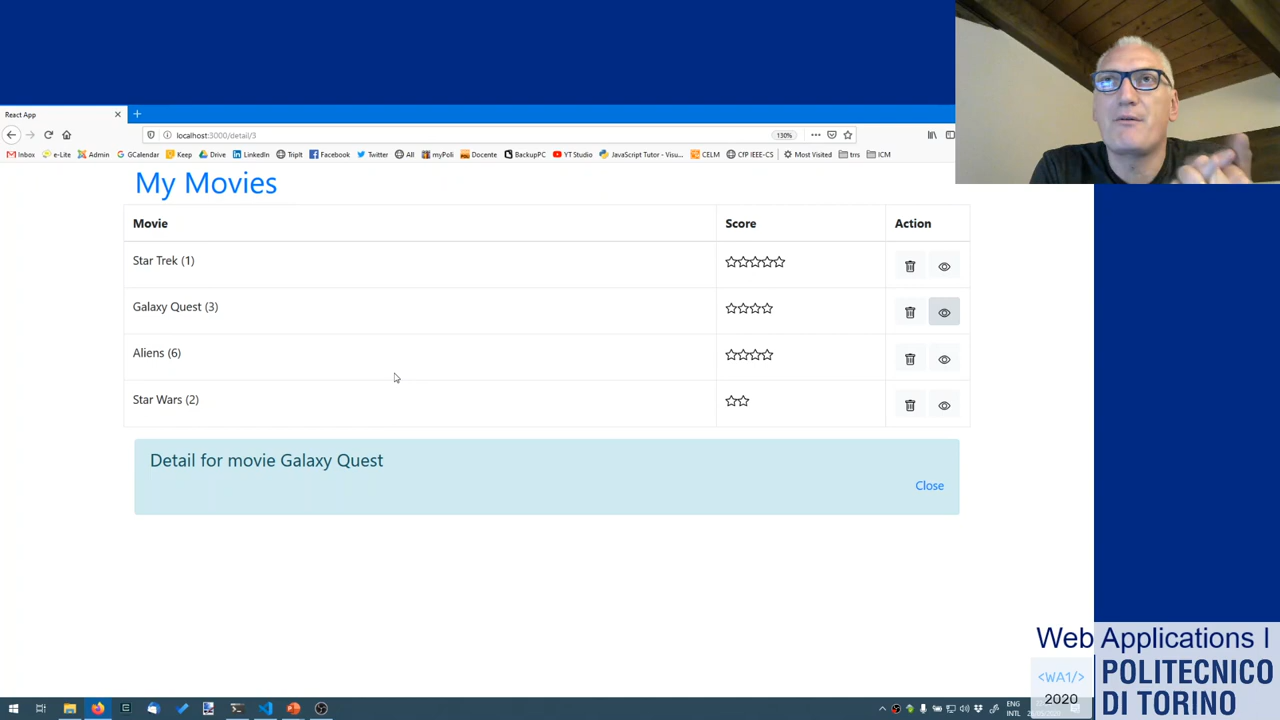 React App
localhost:3000/detail/3
130%
Inbox e-Lite Admin GCalendar Keep Drive LinkedIn TripIt Facebook Twitter All myPoli Docente BackupPC YT Studio JavaScript Tutor - Visu... CELM CfP IEEE-CS Most Visited trrs ICM
My Movies
Movie Score Action
Star Trek (1)
Galaxy Quest (3)
Aliens (6)
Star Wars (2)
Detail for movie Galaxy Quest
Close
Web Applications I
<WA1/>
2020
POLITECNICO
DI TORINO
ENG
INTL